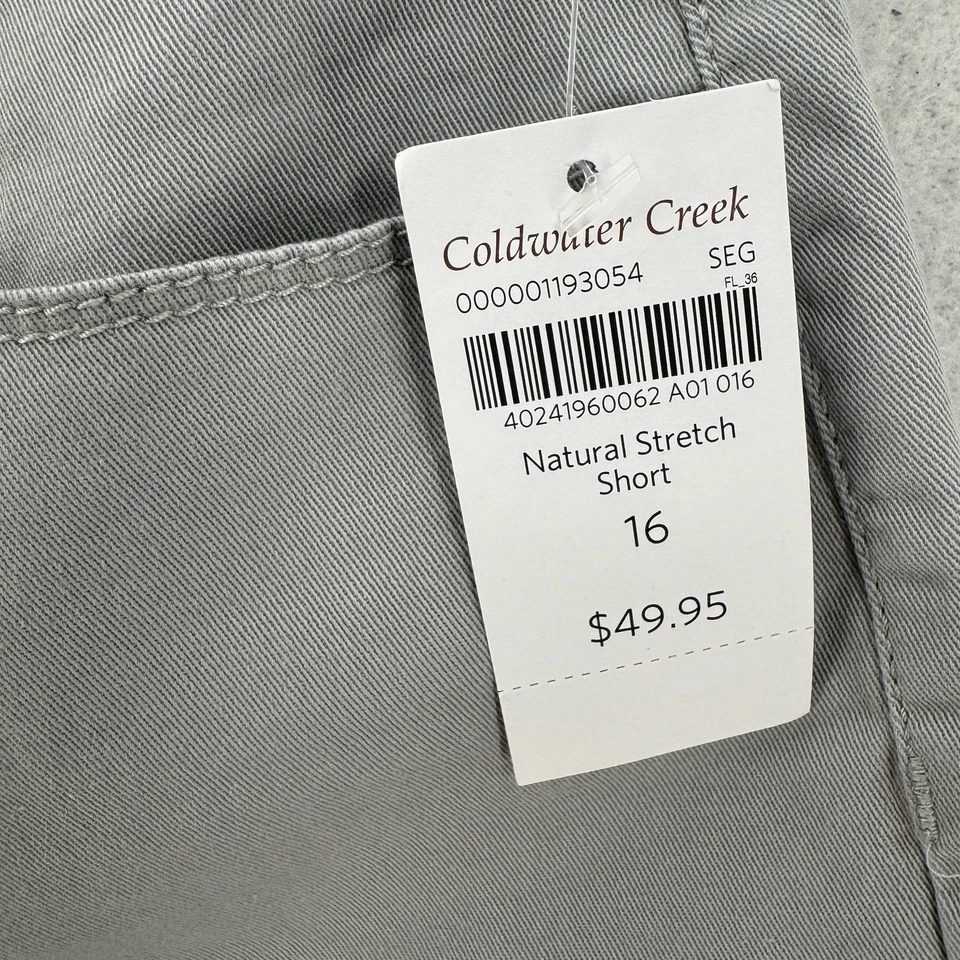 Coldwater Creek
000001193054 SEG
FL_36
40241960062 A01 016
Natural Stretch
Short
16
$49.95